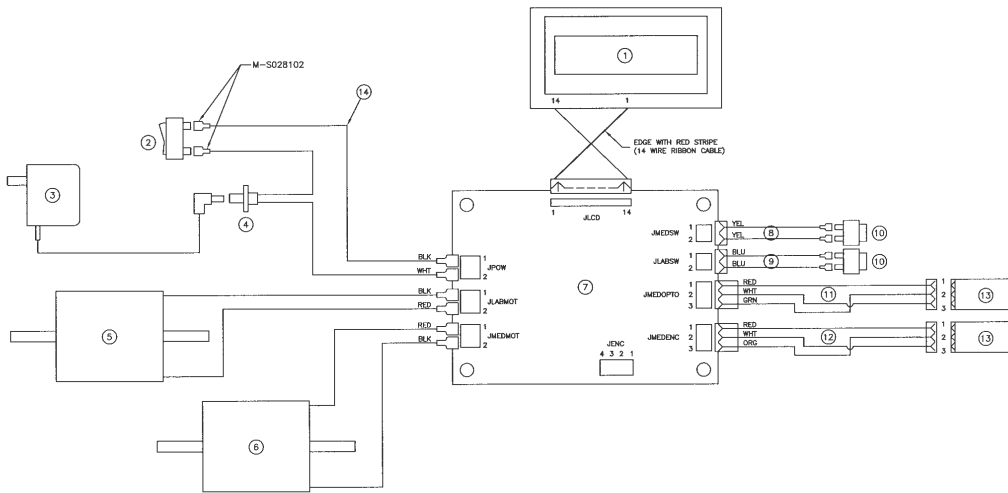 M-S028102
14
2
3
4
1
14 1
EDGE WITH RED STRIPE
(14 WIRE RIBBON CABLE)
1 14
JLCD
BLK 1
JPOW
WHT 2
BLK 1
JLABMOT
RED 2
RED 1
JMEDMOT
BLK 2
5
6
7
JMEDSW
1 YEL
2 YEL
8
10
JLABSW
1 BLU
2 BLU
9
10
JMEDOPTO
1 RED
2 WHT
3 GRN
11
1
2
3
13
JMEDENC
1 RED
2 WHT
3 ORG
12
1
2
3
13
JENC
4 3 2 1